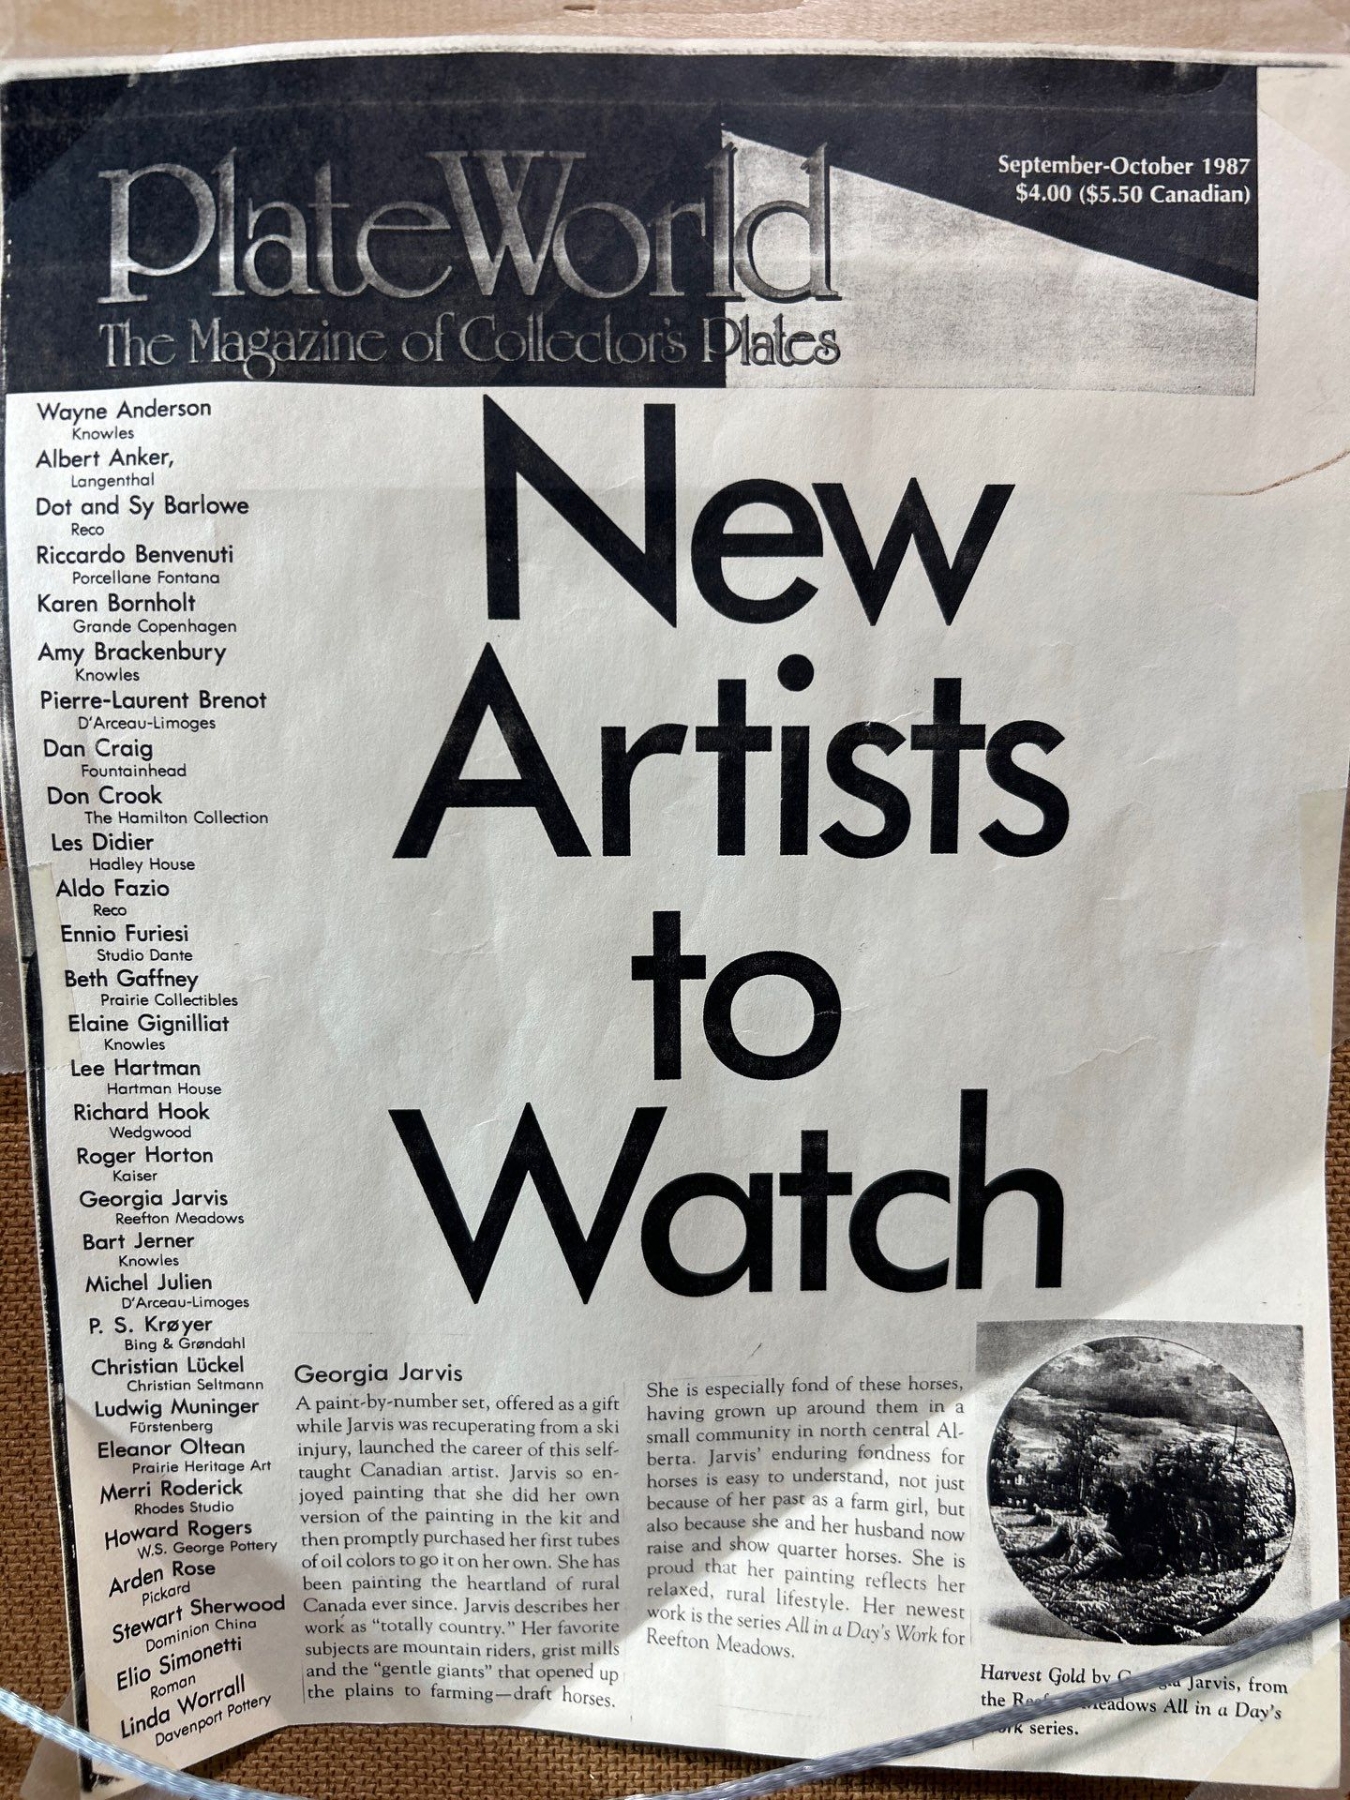 PlateWorld
The Magazine of Collector's Plates
September-October 1987
$4.00 ($5.50 Canadian)
Wayne Anderson
Knowles
Albert Anker,
Langenthal
Dot and Sy Barlowe
Reco
Riccardo Benvenuti
Porcellane Fontana
Karen Bornholt
Grande Copenhagen
Amy Brackenbury
Knowles
Pierre-Laurent Brenot
D'Arceau-Limoges
Dan Craig
Fountainhead
Don Crook
The Hamilton Collection
Les Didier
Hadley House
Aldo Fazio
Reco
Ennio Furiesi
Studio Dante
Beth Gaffney
Prairie Collectibles
Elaine Gignilliat
Knowles
Lee Hartman
Hartman House
Richard Hook
Wedgwood
Roger Horton
Kaiser
Georgia Jarvis
Reefton Meadows
Bart Jerner
Knowles
Michel Julien
D'Arceau-Limoges
P. S. Krøyer
Bing & Grøndahl
Christian Lückel
Christian Seltmann
Ludwig Muninger
Fürstenberg
Eleanor Oltean
Prairie Heritage Art
Merri Roderick
Rhodes Studio
Howard Rogers
W.S. George Pottery
Arden Rose
Pickard
Stewart Sherwood
Dominion China
Elio Simonetti
Roman
Linda Worrall
Davenport Pottery
New
Artists
to
Watch
Georgia Jarvis
A paint-by-number set, offered as a gift
while Jarvis was recuperating from a ski
injury, launched the career of this self-
taught Canadian artist. Jarvis so en-
joyed painting that she did her own
version of the painting in the kit and
then promptly purchased her first tubes
of oil colors to go it on her own. She has
been painting the heartland of rural
Canada ever since. Jarvis describes her
work as "totally country." Her favorite
subjects are mountain riders, grist mills
and the "gentle giants" that opened up
the plains to farming—draft horses.
She is especially fond of these horses,
having grown up around them in a
small community in north central Al-
berta. Jarvis' enduring fondness for
horses is easy to understand, not just
because of her past as a farm girl, but
also because she and her husband now
raise and show quarter horses. She is
proud that her painting reflects her
relaxed, rural lifestyle. Her newest
work is the series All in a Day's Work for
Reefton Meadows.
Harvest Gold by Georgia Jarvis, from
the Reefton Meadows All in a Day's
Work series.